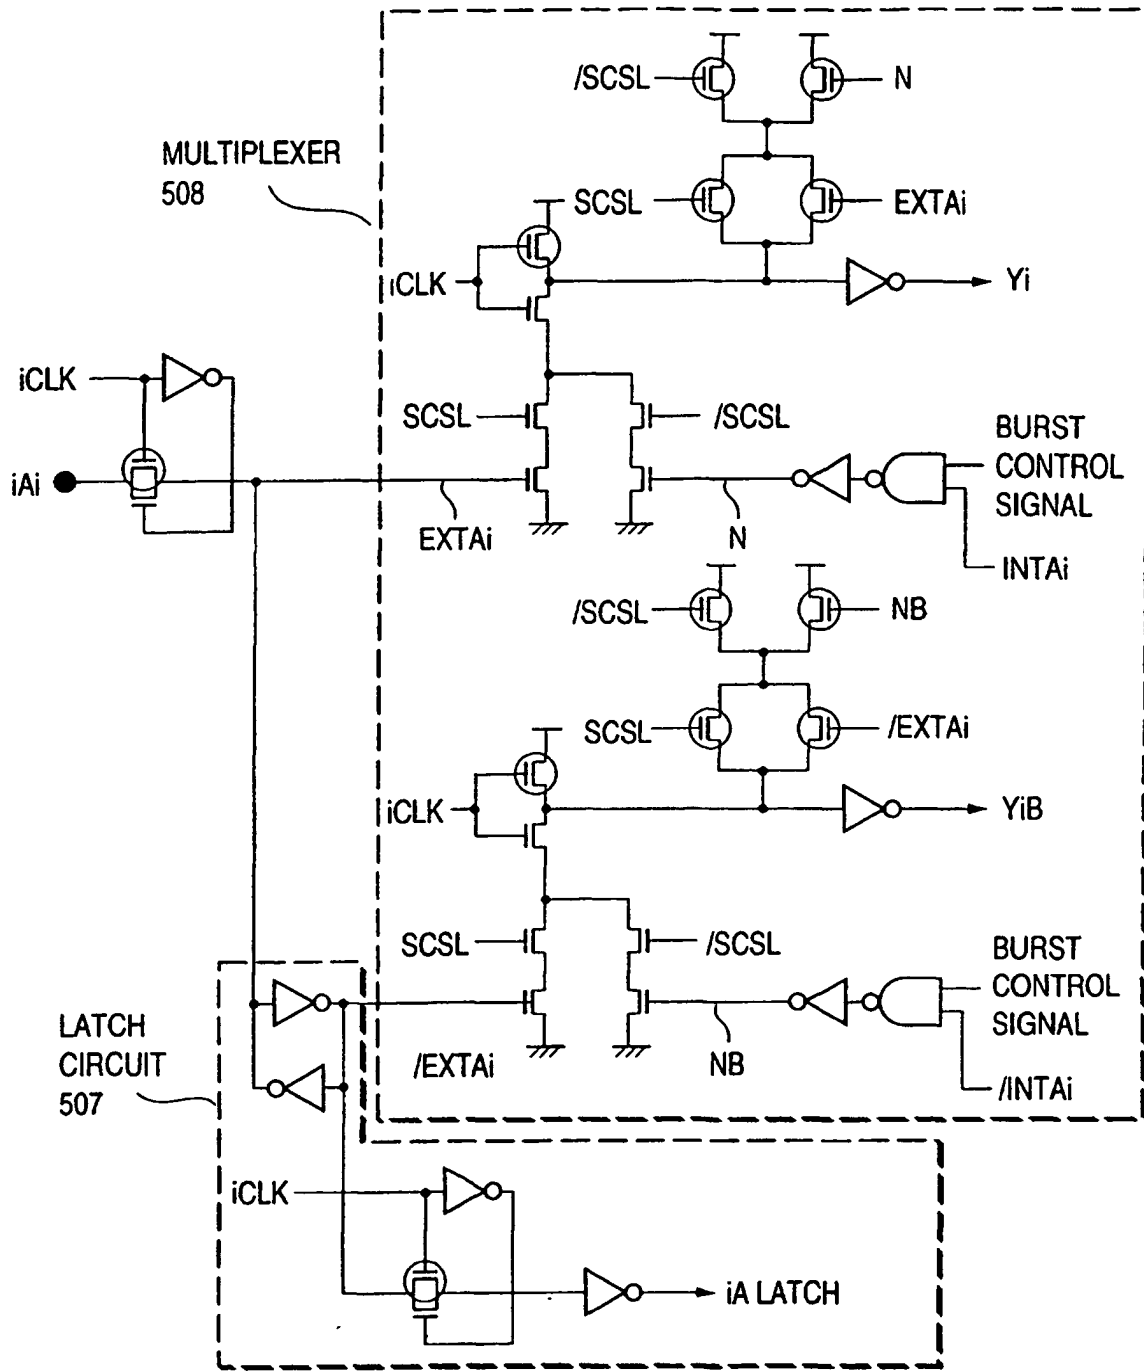 /SCSL
N
MULTIPLEXER
508
SCSL
EXTAi
iCLK
Yi
iCLK
SCSL
/SCSL
BURST
CONTROL
SIGNAL
iAi
EXTAi
N
INTAi
/SCSL
NB
SCSL
/EXTAi
iCLK
YiB
SCSL
/SCSL
BURST
CONTROL
SIGNAL
LATCH
CIRCUIT
507
/EXTAi
NB
/INTAi
iCLK
iA LATCH